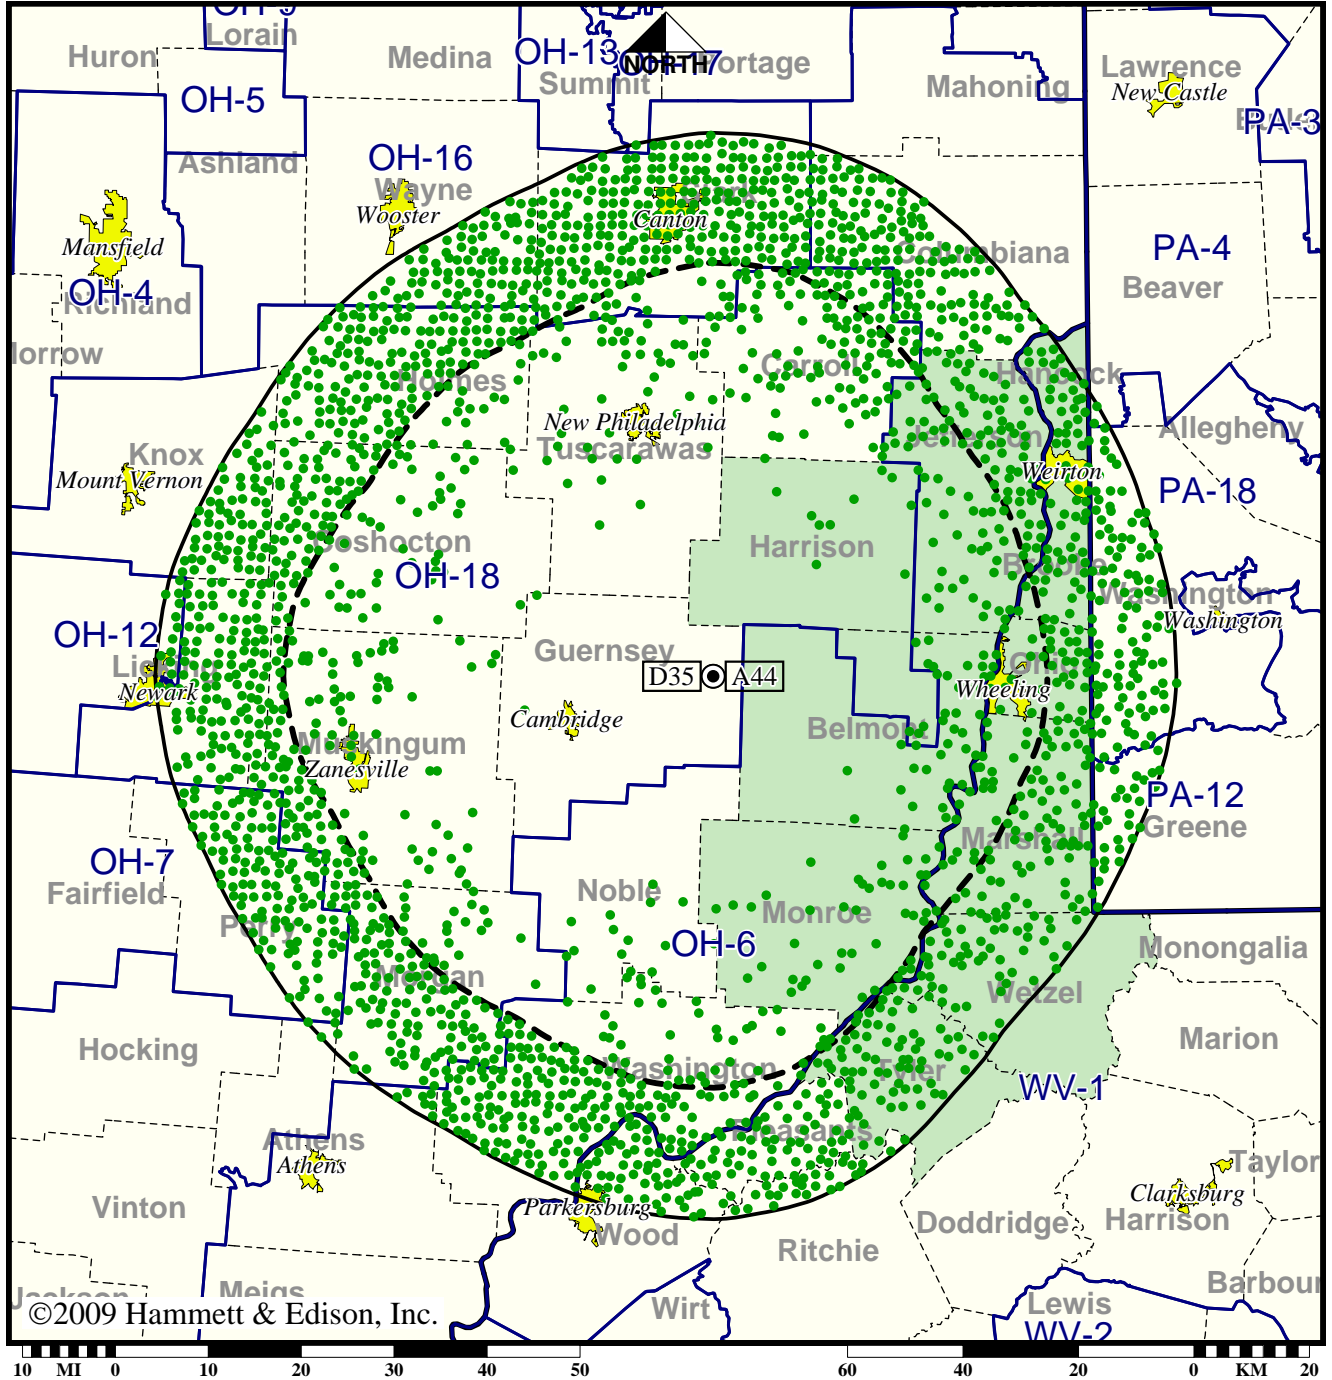 OH-9
Lorain
Huron
Medina
OH-13
OH-17
NORTH
Portage
Summit
Mahoning
Lawrence
New Castle
OH-5
PA-3
Ashland
OH-16
Wayne
Wooster
Stark
Canton
Mansfield
OH-4
Richland
Columbiana
PA-4
Beaver
Morrow
Holmes
Carroll
Hancock
New Philadelphia
Tuscarawas
Jefferson
Allegheny
Knox
Mount Vernon
Weirton
PA-18
Coshocton
OH-18
Harrison
Brooke
Washington
Washington
OH-12
Licking
Newark
Guernsey
D35
A44
Ohio
Wheeling
Cambridge
Belmont
Muskingum
Zanesville
PA-12
Greene
Marshall
OH-7
Fairfield
Noble
Monroe
Perry
OH-6
Monongalia
Morgan
Wetzel
Hocking
Marion
Washington
Tyler
WV-1
Pleasants
Athens
Athens
Taylor
Vinton
Parkersburg
Wood
Clarksburg
Harrison
Doddridge
Ritchie
Jackson
Meigs
Barbour
Wirt
Lewis
WV-2
©2009 Hammett & Edison, Inc.
10 MI 0 10 20 30 40 50 60 40 20 0 KM 20